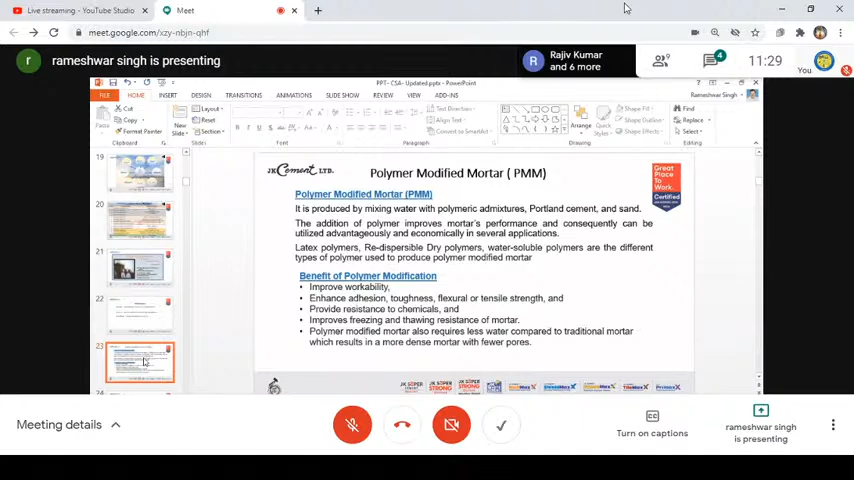 Live streaming - YouTube Studio
Meet
meet.google.com/xzy-nbjn-qhf
r rameshwar singh is presenting
R Rajiv Kumar
and 6 more
9
4
11:29
You
PPT- CSA- Updated.pptx - PowerPoint
FILE HOME INSERT DESIGN TRANSITIONS ANIMATIONS SLIDE SHOW REVIEW VIEW ADD-INS
Rameshwar Singh
Paste
Cut
Copy
Format Painter
Clipboard
New
Slide
Layout
Reset
Section
Slides
Font
Text Direction
Align Text
Convert to SmartArt
Paragraph
Arrange
Quick
Styles
Shape Fill
Shape Outline
Shape Effects
Drawing
Find
Replace
Select
Editing
19
20
21
22
23
24
JK Cement LTD.
Polymer Modified Mortar ( PMM)
Great
Place
To
Work.
Certified
Polymer Modified Mortar (PMM)
It is produced by mixing water with polymeric admixtures, Portland cement, and sand.
The addition of polymer improves mortar's performance and consequently can be
utilized advantageously and economically in several applications.
Latex polymers, Re-dispersible Dry polymers, water-soluble polymers are the different
types of polymer used to produce polymer modified mortar
Benefit of Polymer Modification
• Improve workability,
• Enhance adhesion, toughness, flexural or tensile strength, and
• Provide resistance to chemicals, and
• Improves freezing and thawing resistance of mortar.
• Polymer modified mortar also requires less water compared to traditional mortar
which results in a more dense mortar with fewer pores.
JK SUPER
STRONG
JK SUPER
STRONG
Meeting details
Turn on captions
rameshwar singh
is presenting